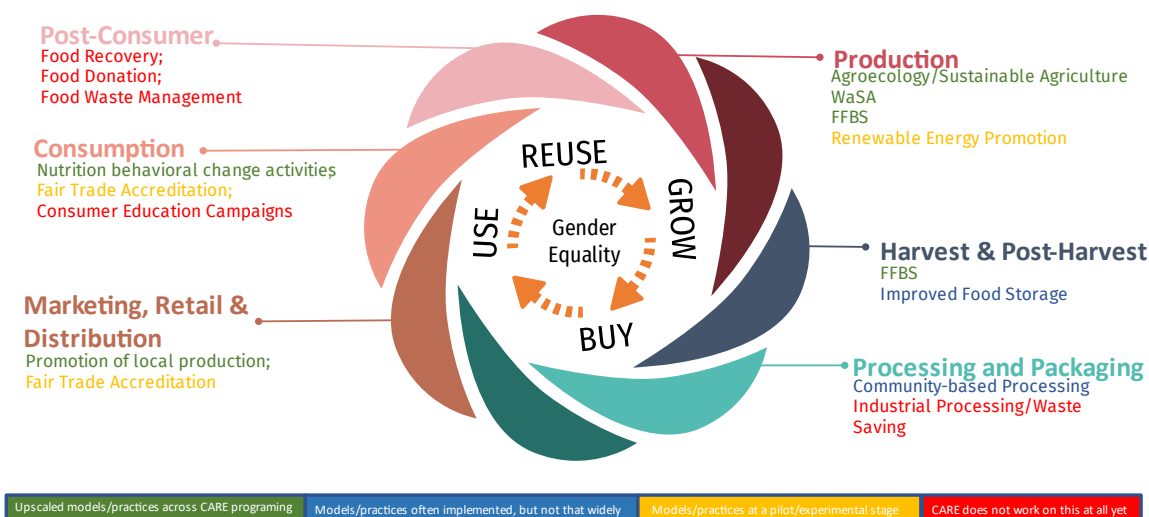 Post-Consumer
Food Recovery;
Food Donation;
Food Waste Management
Consumption
Nutrition behavioral change activities;
Fair Trade Accreditation;
Consumer Education Campaigns
Marketing, Retail &
Distribution
Promotion of local production;
Fair Trade Accreditation
REUSE
GROW
BUY
USE
Gender
Equality
Production
Agroecology/Sustainable Agriculture
WaSA
FFBS
Renewable Energy Promotion
Harvest & Post-Harvest
FFBS
Improved Food Storage
Processing and Packaging
Community-based Processing
Industrial Processing/Waste
Saving
Upscaled models/practices across CARE programing
Models/practices often implemented, but not that widely
Models/practices at a pilot/experimental stage
CARE does not work on this at all yet